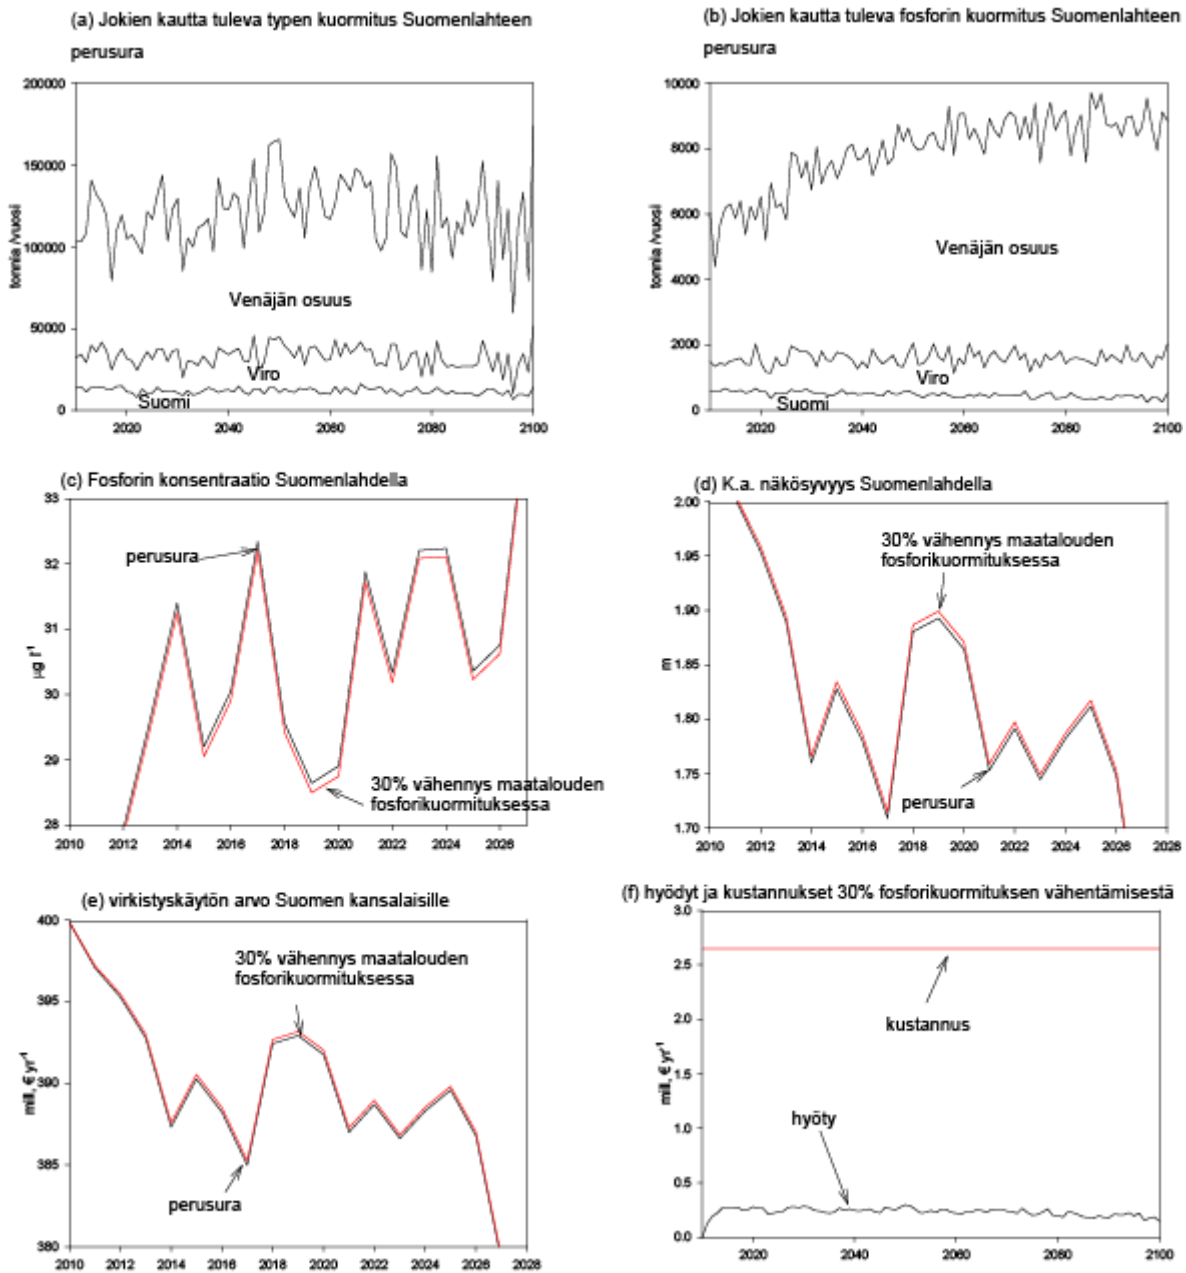 (a) Jokien kautta tuleva typen kuormitus Suomenlahteen
perusura
200000
150000
100000
50000
0
tonnia /vuosi
Venäjän osuus
Viro
Suomi
2020
2040
2060
2080
2100
(b) Jokien kautta tuleva fosforin kuormitus Suomenlahteen
perusura
10000
8000
6000
4000
2000
0
tonnia /vuosi
Venäjän osuus
Viro
Suomi
2020
2040
2060
2080
2100
(c) Fosforin konsentraatio Suomenlahdella
33
32
31
30
29
28
µg l⁻¹
perusura
30% vähennys maatalouden
fosforikuormituksessa
2010
2012
2014
2016
2018
2020
2022
2024
2026
(d) K.a. näkösyvyys Suomenlahdella
2.00
1.95
1.90
1.85
1.80
1.75
1.70
m
30% vähennys maatalouden
fosforikuormituksessa
perusura
2010
2012
2014
2016
2018
2020
2022
2024
2026
2028
(e) virkistyskäytön arvo Suomen kansalaisille
400
395
390
385
380
mill, € yr⁻¹
30% vähennys maatalouden
fosforikuormituksessa
perusura
2010
2012
2014
2016
2018
2020
2022
2024
2026
2028
(f) hyödyt ja kustannukset 30% fosforikuormituksen vähentämisestä
3.0
2.5
2.0
1.5
1.0
0.5
0.0
mill, € yr⁻¹
kustannus
hyöty
2020
2040
2060
2080
2100